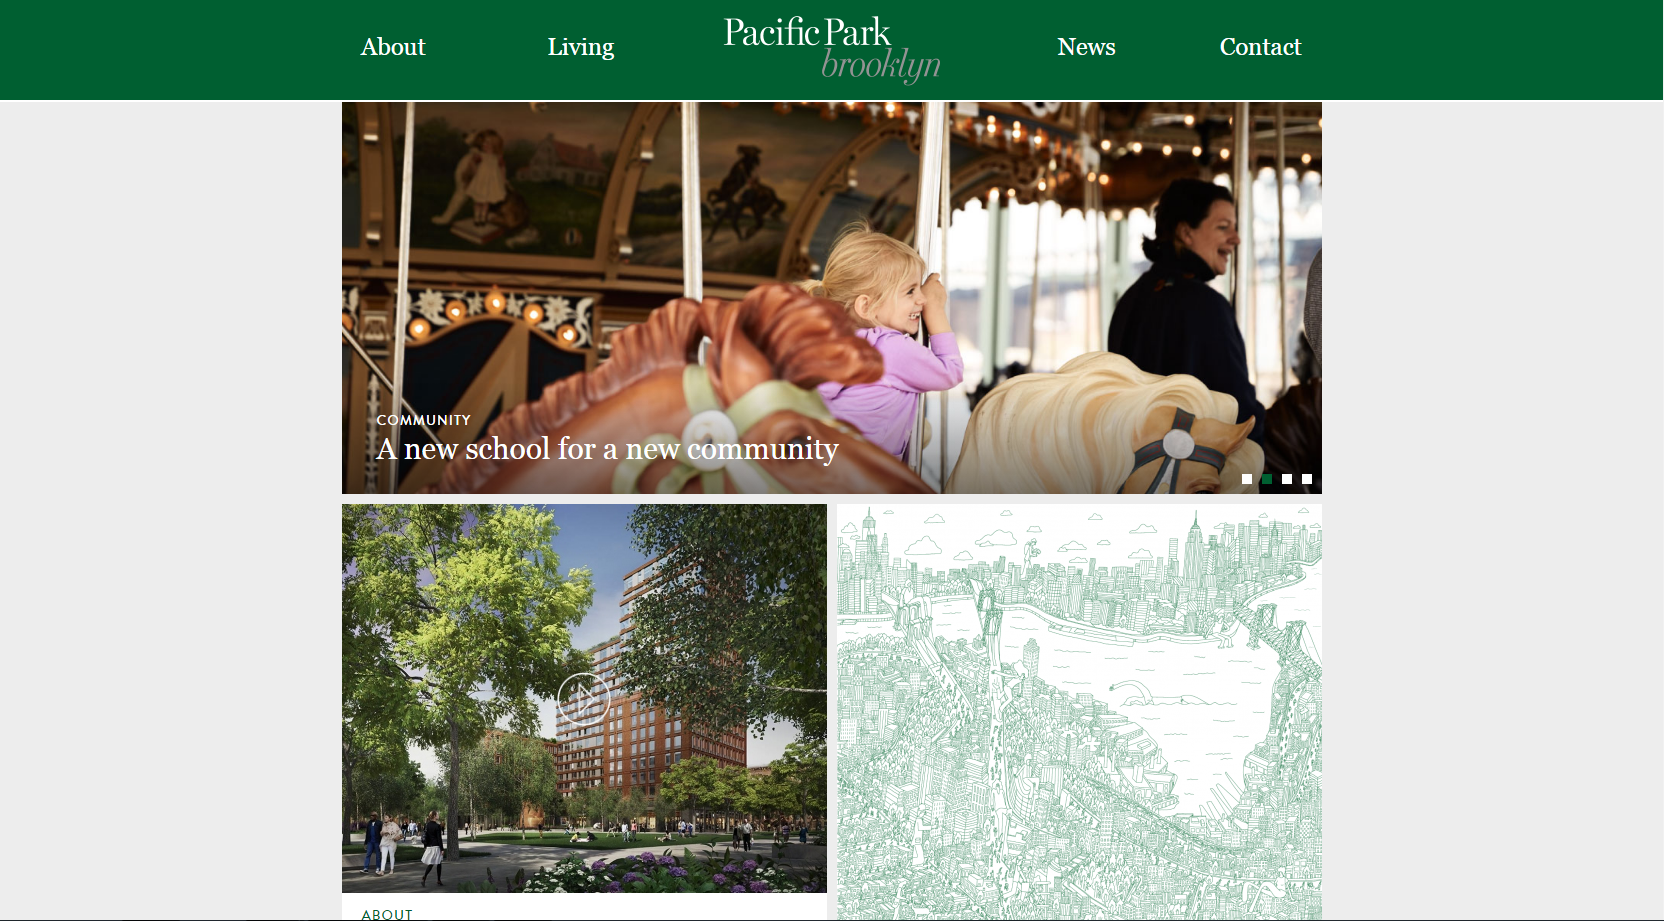 About
Living
Pacific Park
brooklyn
News
Contact
COMMUNITY
A new school for a new community
ABOUT